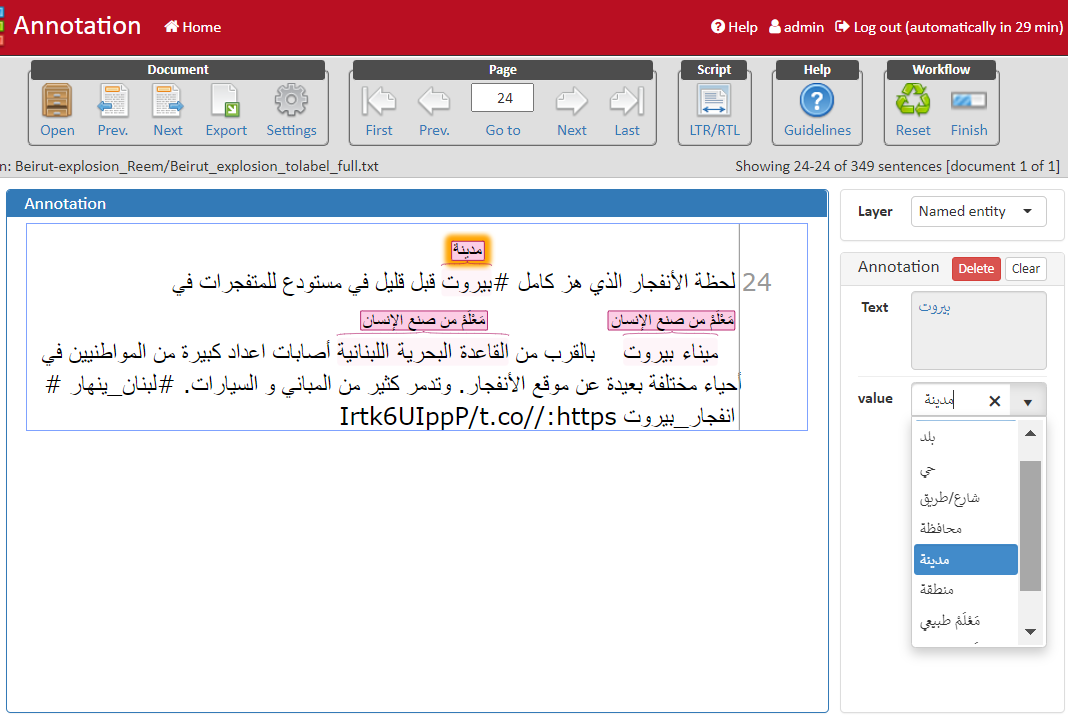 Annotation Home Help admin Log out (automatically in 29 min)
Document Page Script Help Workflow
24
Open Prev. Next Export Settings First Prev. Go to Next Last LTR/RTL Guidelines Reset Finish
n: Beirut-explosion_Reem/Beirut_explosion_tolabel_full.txt Showing 24-24 of 349 sentences [document 1 of 1]
Annotation
مدينة
24 لحظة الأنفجار الذي هز كامل #بيروت قبل قليل في مستودع للمتفجرات في
مَعْلَمْ من صنع الإنسان مَعْلَمْ من صنع الإنسان
ميناء بيروت بالقرب من القاعدة البحرية اللبنانية أصابات اعداد كبيرة من المواطنيين في
أحياء مختلفة بعيدة عن موقع الأنفجار. وتدمر كثير من المباني و السيارات. #لبنان_ينهار #
انفجار_بيروت https://t.co/Irtk6UIppP
Layer Named entity
Annotation Delete Clear
Text بيروت
value مدينة
بلد
حي
شارع/طريق
محافظة
مدينة
منطقة
مَعْلَمْ طبيعي